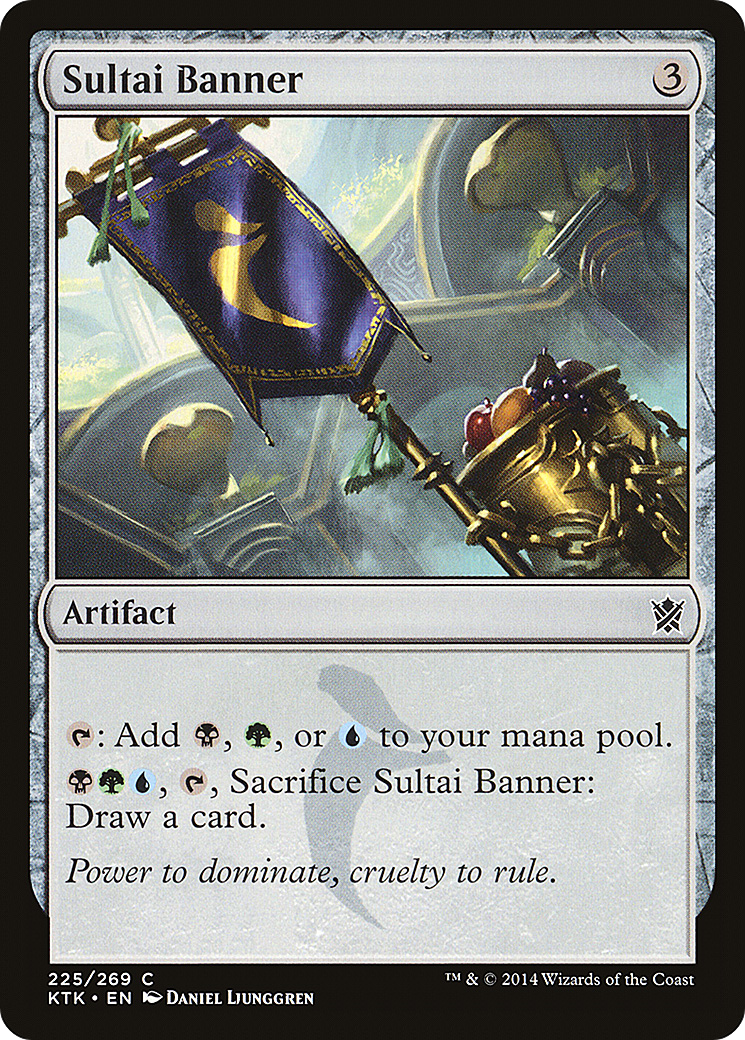 Sultai Banner 3
Artifact
: Add , , or to your mana pool.
, , Sacrifice Sultai Banner:
Draw a card.
Power to dominate, cruelty to rule.
225/269 C
KTK • EN Daniel Ljunggren
™ & © 2014 Wizards of the Coast